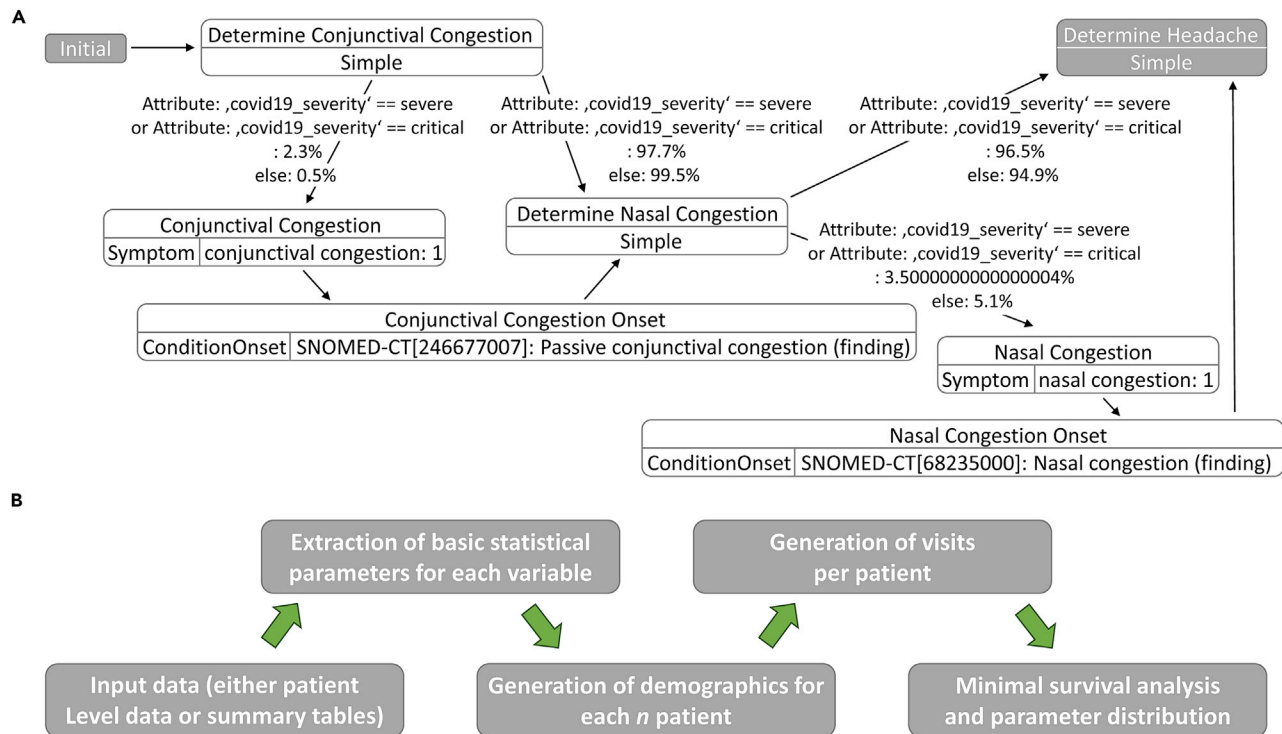 A
Initial
Determine Conjunctival Congestion
Simple
Determine Headache
Simple
Attribute: ‚covid19_severity‘ == severe
or Attribute: ‚covid19_severity‘ == critical
: 2.3%
else: 0.5%
Attribute: ‚covid19_severity‘ == severe
or Attribute: ‚covid19_severity‘ == critical
: 97.7%
else: 99.5%
Attribute: ‚covid19_severity‘ == severe
or Attribute: ‚covid19_severity‘ == critical
: 96.5%
else: 94.9%
Conjunctival Congestion
Symptom conjunctival congestion: 1
Determine Nasal Congestion
Simple
Attribute: ‚covid19_severity‘ == severe
or Attribute: ‚covid19_severity‘ == critical
: 3.5000000000000004%
else: 5.1%
Conjunctival Congestion Onset
ConditionOnset SNOMED-CT[246677007]: Passive conjunctival congestion (finding)
Nasal Congestion
Symptom nasal congestion: 1
Nasal Congestion Onset
ConditionOnset SNOMED-CT[68235000]: Nasal congestion (finding)
B
Extraction of basic statistical
parameters for each variable
Generation of visits
per patient
Input data (either patient
Level data or summary tables)
Generation of demographics for
each n patient
Minimal survival analysis
and parameter distribution